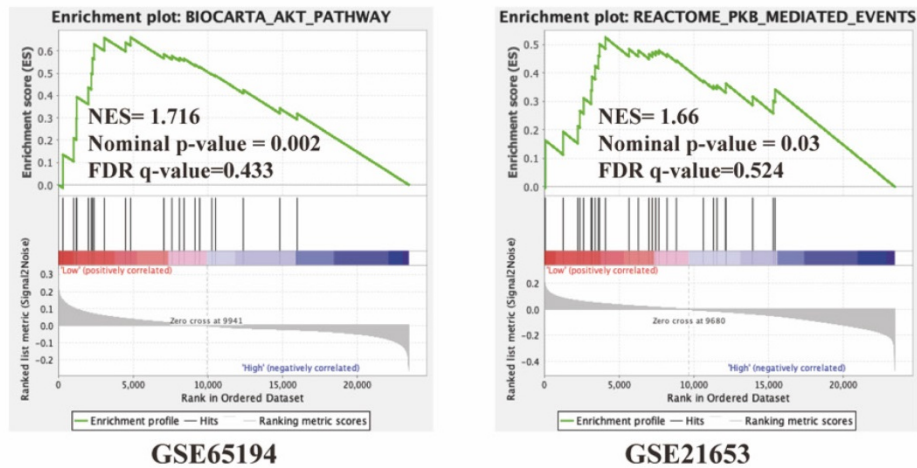 Enrichment plot: BIOCARTA_AKT_PATHWAY
Enrichment score (ES)
0.6
0.5
0.4
0.3
0.2
0.1
0.0
NES= 1.716
Nominal p-value = 0.002
FDR q-value=0.433
Ranked list metric (Signal2Noise)
'Low' (positively correlated)
0.3
0.2
0.1
0.0
-0.1
-0.2
Zero cross at 9941
'High' (negatively correlated)
0 5,000 10,000 15,000 20,000
Rank in Ordered Dataset
Enrichment profile Hits Ranking metric scores
GSE65194
Enrichment plot: REACTOME_PKB_MEDIATED_EVENTS
Enrichment score (ES)
0.5
0.4
0.3
0.2
0.1
0.0
NES= 1.66
Nominal p-value = 0.03
FDR q-value=0.524
Ranked list metric (Signal2Noise)
'Low' (positively correlated)
0.2
0.0
-0.2
-0.4
Zero cross at 9680
'High' (negatively correlated)
0 5,000 10,000 15,000 20,000
Rank in Ordered Dataset
Enrichment profile Hits Ranking metric scores
GSE21653